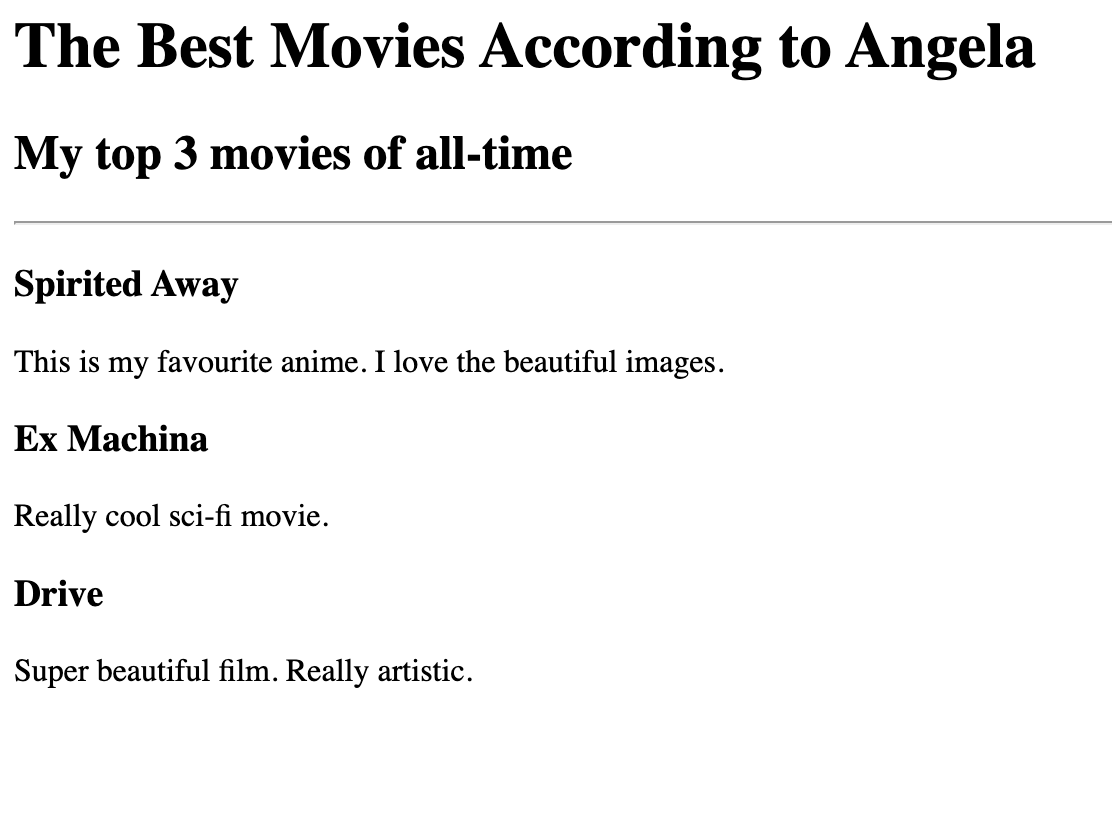 The Best Movies According to Angela
My top 3 movies of all-time
Spirited Away
This is my favourite anime. I love the beautiful images.
Ex Machina
Really cool sci-fi movie.
Drive
Super beautiful film. Really artistic.